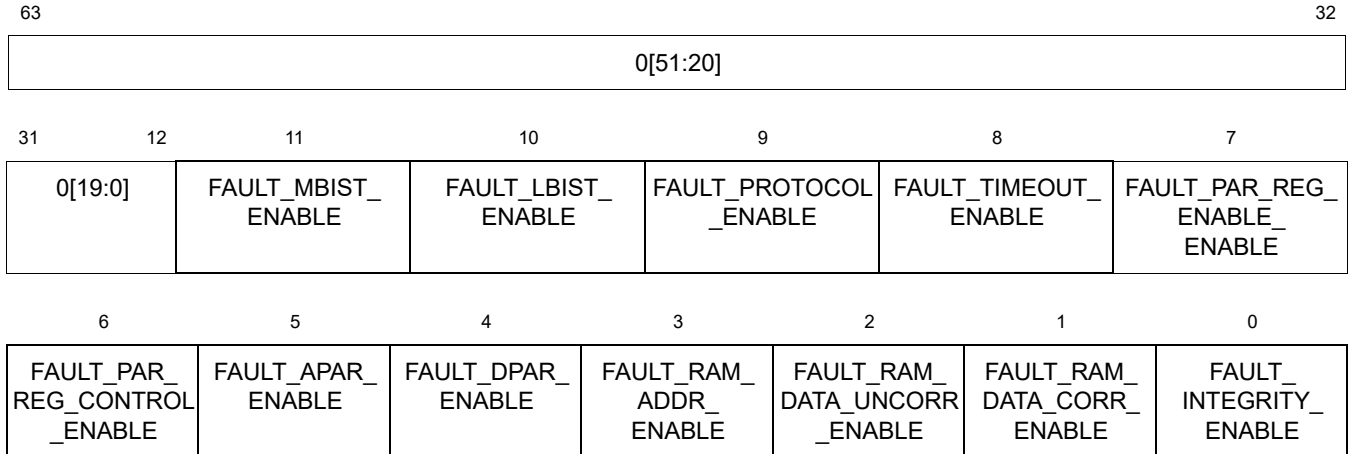 63 32
0[51:20]
31 12 11 10 9 8 7
0[19:0] FAULT_MBIST_ FAULT_LBIST_ FAULT_PROTOCOL FAULT_TIMEOUT_ FAULT_PAR_REG_
ENABLE ENABLE _ENABLE ENABLE ENABLE_
ENABLE
6 5 4 3 2 1 0
FAULT_PAR_ FAULT_APAR_ FAULT_DPAR_ FAULT_RAM_ FAULT_RAM_ FAULT_RAM_ FAULT_
REG_CONTROL ENABLE ENABLE ADDR_ DATA_UNCORR DATA_CORR_ INTEGRITY_
_ENABLE ENABLE _ENABLE ENABLE ENABLE